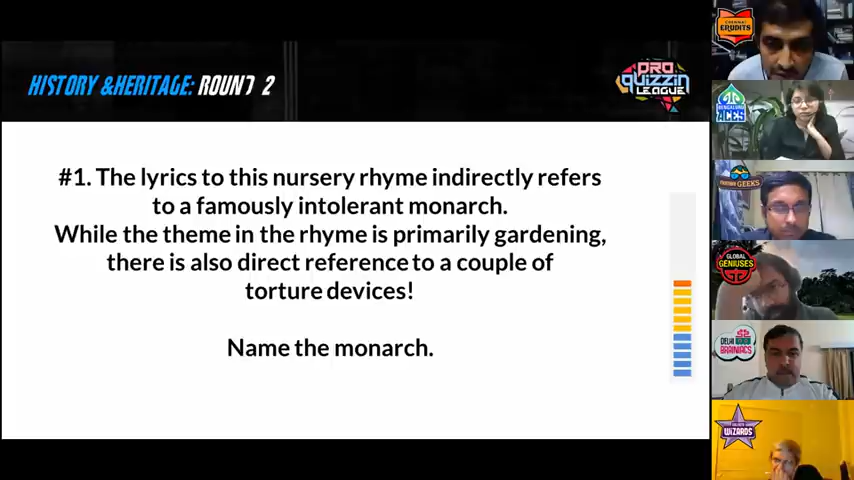 HISTORY &HERITAGE: ROUND 2
PRO
QUIZZIN
LEAGUE
#1. The lyrics to this nursery rhyme indirectly refers
to a famously intolerant monarch.
While the theme in the rhyme is primarily gardening,
there is also direct reference to a couple of
torture devices!
Name the monarch.
CHENNAI
ERUDITS
BENGALURU
ACES
GEEKS
GLOBAL
GENIUSES
DELHI
BRAINIACS
WIZARDS